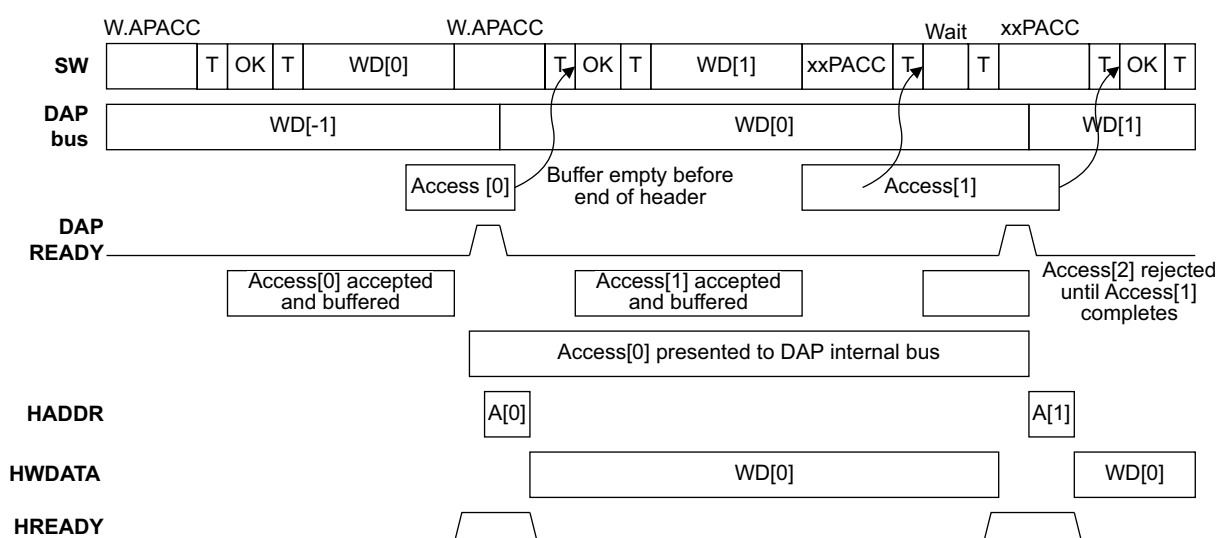 W.APACC W.APACC Wait xxPACC
SW T OK T WD[0] T OK T WD[1] xxPACC T T T OK T
DAP
bus
WD[-1] WD[0] WD[1]
Access [0] Buffer empty before
end of header
Access[1]
DAP
READY
Access[0] accepted
and buffered
Access[1] accepted
and buffered
Access[2] rejected
until Access[1]
completes
Access[0] presented to DAP internal bus
HADDR A[0] A[1]
HWDATA WD[0] WD[0]
HREADY